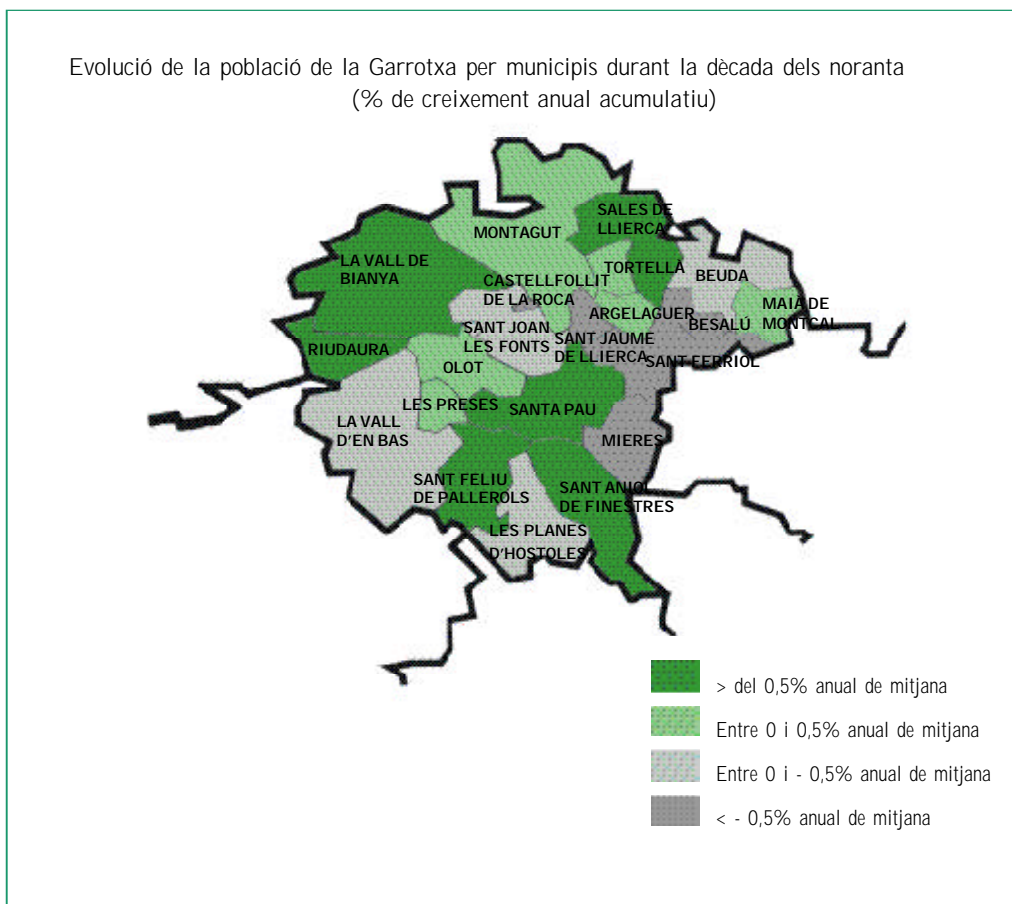 Evolució de la població de la Garrotxa per municipis durant la dècada dels noranta
(% de creixement anual acumulatiu)
SALES DE
LLIERCA
MONTAGUT
LA VALL DE
BIANYA
TORTELLÀ
BEUDA
CASTELLFOLLIT
DE LA ROCA
MAIÀ DE
MONTCAL
ARGELAGUER
BESALÚ
SANT JOAN
LES FONTS
SANT JAUME
DE LLIERCA
RIUDAURA
SANT FERRIOL
OLOT
LES PRESES
SANTA PAU
LA VALL
D'EN BAS
MIERES
SANT FELIU
DE PALLEROLS
SANT ANIOL
DE FINESTRES
LES PLANES
D'HOSTOLES
> del 0,5% anual de mitjana
Entre 0 i 0,5% anual de mitjana
Entre 0 i - 0,5% anual de mitjana
< - 0,5% anual de mitjana